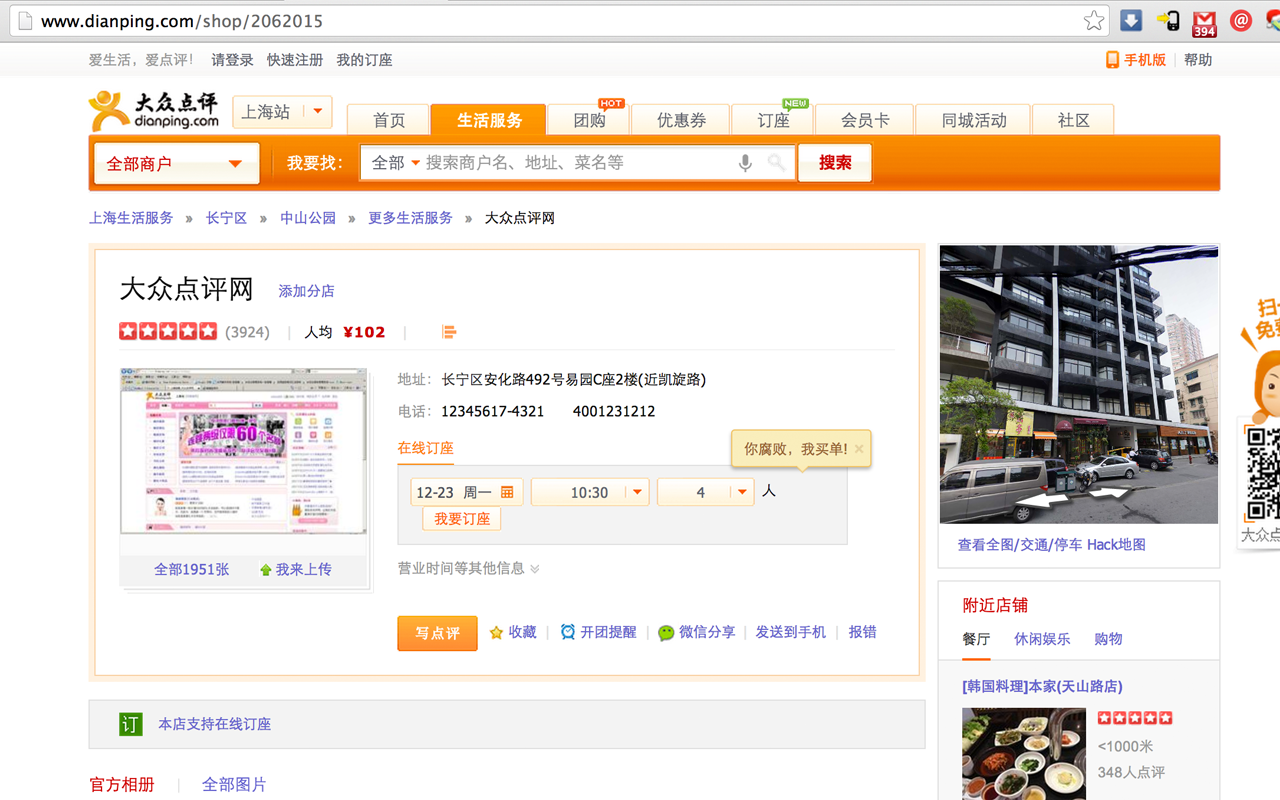 www.dianping.com/shop/2062015
394
爱生活，爱点评! 请登录 快速注册 我的订座
手机版 帮助
大众点评
dianping.com
上海站
首页 生活服务 团购 HOT 优惠券 订座 NEW 会员卡 同城活动 社区
全部商户 我要找： 全部 搜索商户名、地址、菜名等 搜索
上海生活服务 » 长宁区 » 中山公园 » 更多生活服务 » 大众点评网
大众点评网 添加分店
(3924) 人均 ¥102
地址： 长宁区安化路492号易园C座2楼(近凯旋路)
电话： 12345617-4321 4001231212
在线订座
你腐败，我买单! ×
12-23 周一 10:30 4 人
我要订座
60
全部1951张 我来上传
营业时间等其他信息
写点评 收藏 开团提醒 微信分享 发送到手机 报错
订 本店支持在线订座
官方相册 全部图片
查看全图/交通/停车 Hack地图
附近店铺
餐厅 休闲娱乐 购物
[韩国料理]本家(天山路店)
<1000米
348人点评
大众点